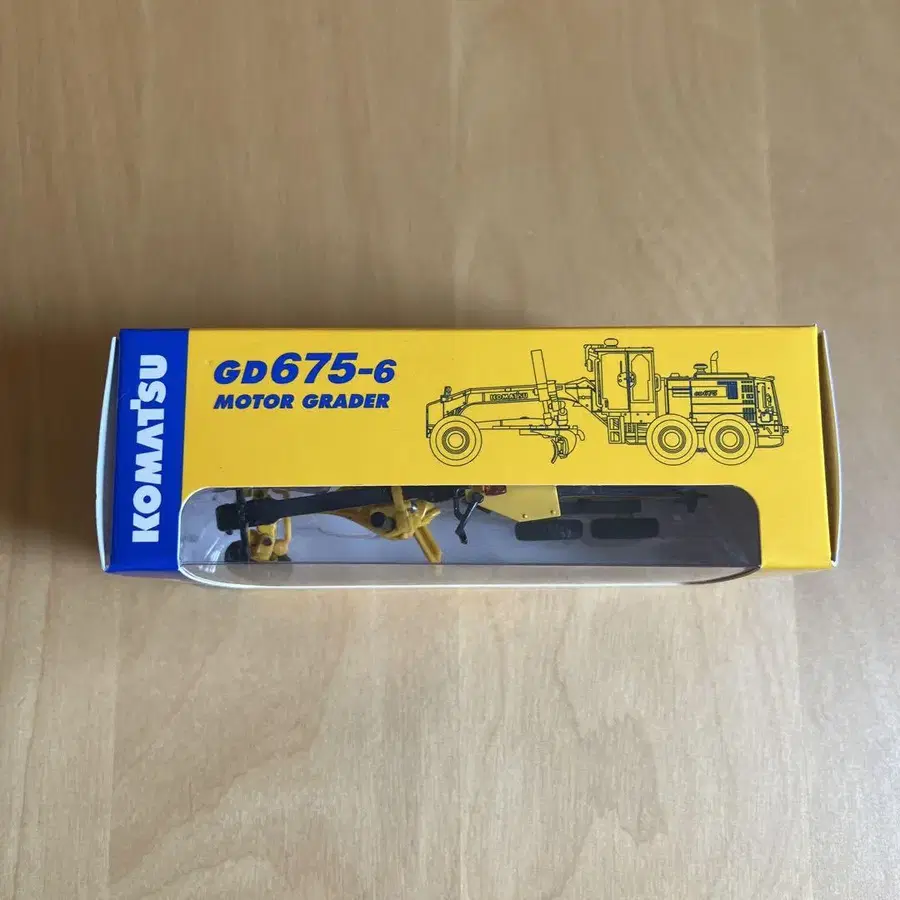 KOMATSU
GD675-6
MOTOR GRADER
KOMATSU
GD675